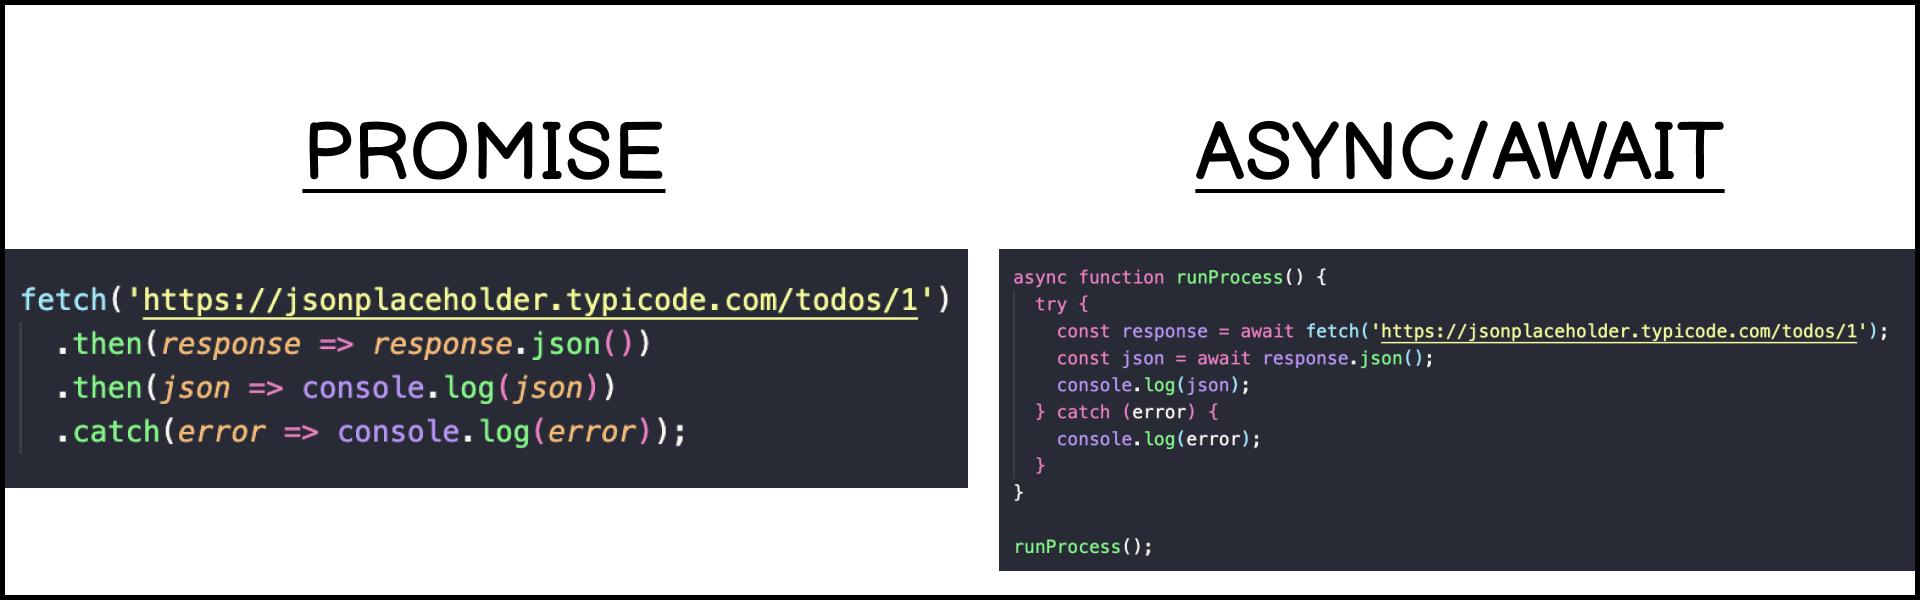 PROMISE
fetch('https://jsonplaceholder.typicode.com/todos/1')
  .then(response => response.json())
  .then(json => console.log(json))
  .catch(error => console.log(error));
ASYNC/AWAIT
async function runProcess() {
  try {
    const response = await fetch('https://jsonplaceholder.typicode.com/todos/1');
    const json = await response.json();
    console.log(json);
  } catch (error) {
    console.log(error);
  }
}
runProcess();